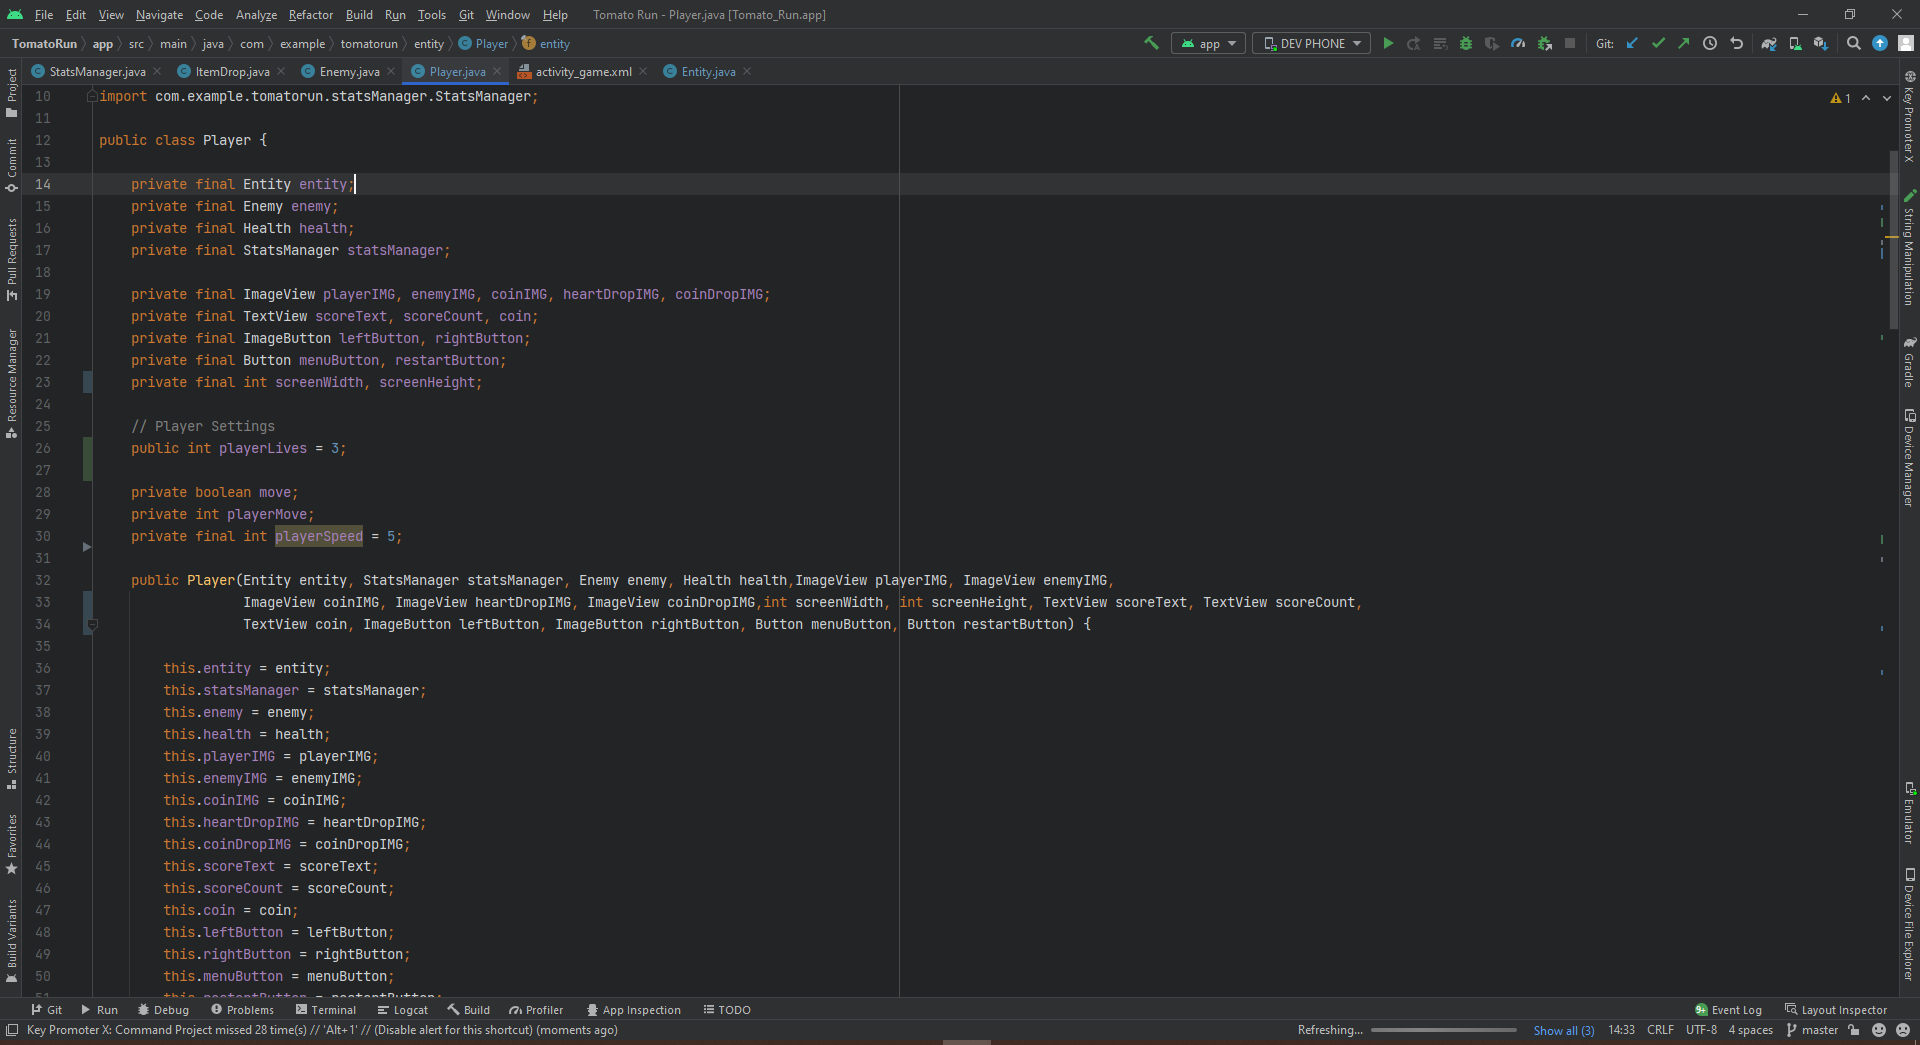 File Edit View Navigate Code Analyze Refactor Build Run Tools Git Window Help Tomato Run - Player.java [Tomato_Run.app]
TomatoRun app src main java com example tomatorun entity Player entity app DEV PHONE Git:
StatsManager.java ItemDrop.java Enemy.java Player.java activity_game.xml Entity.java
10 import com.example.tomatorun.statsManager.StatsManager;
1
11
12 public class Player {
13
14 private final Entity entity;
15 private final Enemy enemy;
16 private final Health health;
17 private final StatsManager statsManager;
18
19 private final ImageView playerIMG, enemyIMG, coinIMG, heartDropIMG, coinDropIMG;
20 private final TextView scoreText, scoreCount, coin;
21 private final ImageButton leftButton, rightButton;
22 private final Button menuButton, restartButton;
23 private final int screenWidth, screenHeight;
24
25 // Player Settings
26 public int playerLives = 3;
27
28 private boolean move;
29 private int playerMove;
30 private final int playerSpeed = 5;
31
32 public Player(Entity entity, StatsManager statsManager, Enemy enemy, Health health,ImageView playerIMG, ImageView enemyIMG,
33 ImageView coinIMG, ImageView heartDropIMG, ImageView coinDropIMG,int screenWidth, int screenHeight, TextView scoreText, TextView scoreCount,
34 TextView coin, ImageButton leftButton, ImageButton rightButton, Button menuButton, Button restartButton) {
35
36 this.entity = entity;
37 this.statsManager = statsManager;
38 this.enemy = enemy;
39 this.health = health;
40 this.playerIMG = playerIMG;
41 this.enemyIMG = enemyIMG;
42 this.coinIMG = coinIMG;
43 this.heartDropIMG = heartDropIMG;
44 this.coinDropIMG = coinDropIMG;
45 this.scoreText = scoreText;
46 this.scoreCount = scoreCount;
47 this.coin = coin;
48 this.leftButton = leftButton;
49 this.rightButton = rightButton;
50 this.menuButton = menuButton;
51 this.restartButton = restartButton;
Project
Commit
Pull Requests
Resource Manager
Structure
Favorites
Build Variants
Key Promoter X
String Manipulation
Gradle
Device Manager
Emulator
Device File Explorer
Git Run Debug Problems Terminal Logcat Build Profiler App Inspection TODO 9+ Event Log Layout Inspector
Key Promoter X: Command Project missed 28 time(s) // 'Alt+1' // (Disable alert for this shortcut) (moments ago) Refreshing... Show all (3) 14:33 CRLF UTF-8 4 spaces master